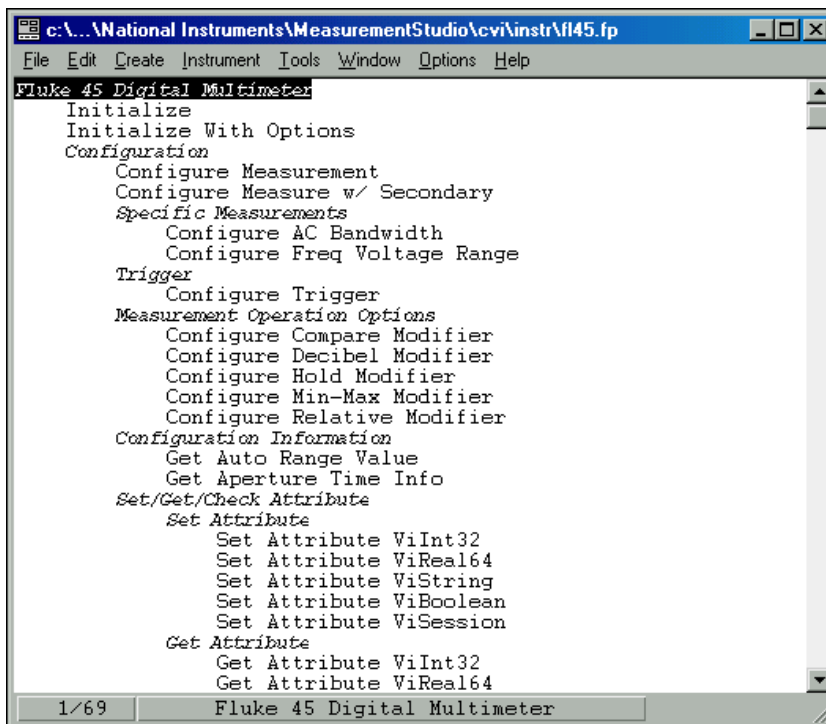 c:\...\National Instruments\MeasurementStudio\cvi\instr\fl45.fp
File Edit Create Instrument Tools Window Options Help
Fluke 45 Digital Multimeter
Initialize
Initialize With Options
Configuration
Configure Measurement
Configure Measure w/ Secondary
Specific Measurements
Configure AC Bandwidth
Configure Freq Voltage Range
Trigger
Configure Trigger
Measurement Operation Options
Configure Compare Modifier
Configure Decibel Modifier
Configure Hold Modifier
Configure Min-Max Modifier
Configure Relative Modifier
Configuration Information
Get Auto Range Value
Get Aperture Time Info
Set/Get/Check Attribute
Set Attribute
Set Attribute ViInt32
Set Attribute ViReal64
Set Attribute ViString
Set Attribute ViBoolean
Set Attribute ViSession
Get Attribute
Get Attribute ViInt32
Get Attribute ViReal64
1/69 Fluke 45 Digital Multimeter